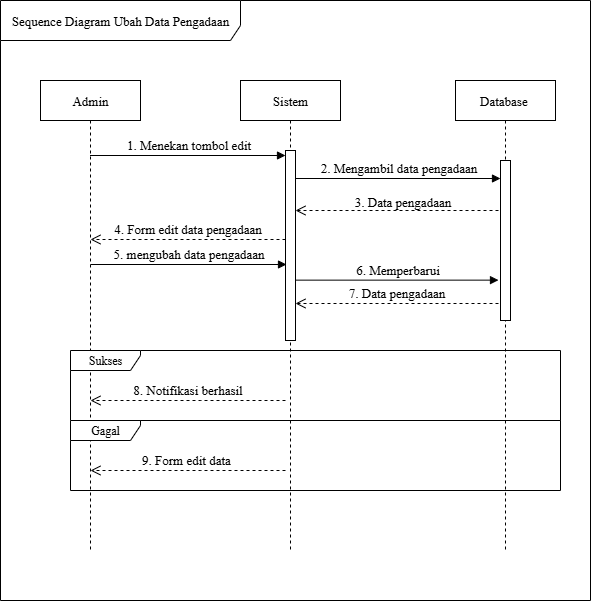 Sequence Diagram Ubah Data Pengadaan
Admin
Sistem
Database
1. Menekan tombol edit
2. Mengambil data pengadaan
3. Data pengadaan
4. Form edit data pengadaan
5. mengubah data pengadaan
6. Memperbarui
7. Data pengadaan
Sukses
8. Notifikasi berhasil
Gagal
9. Form edit data